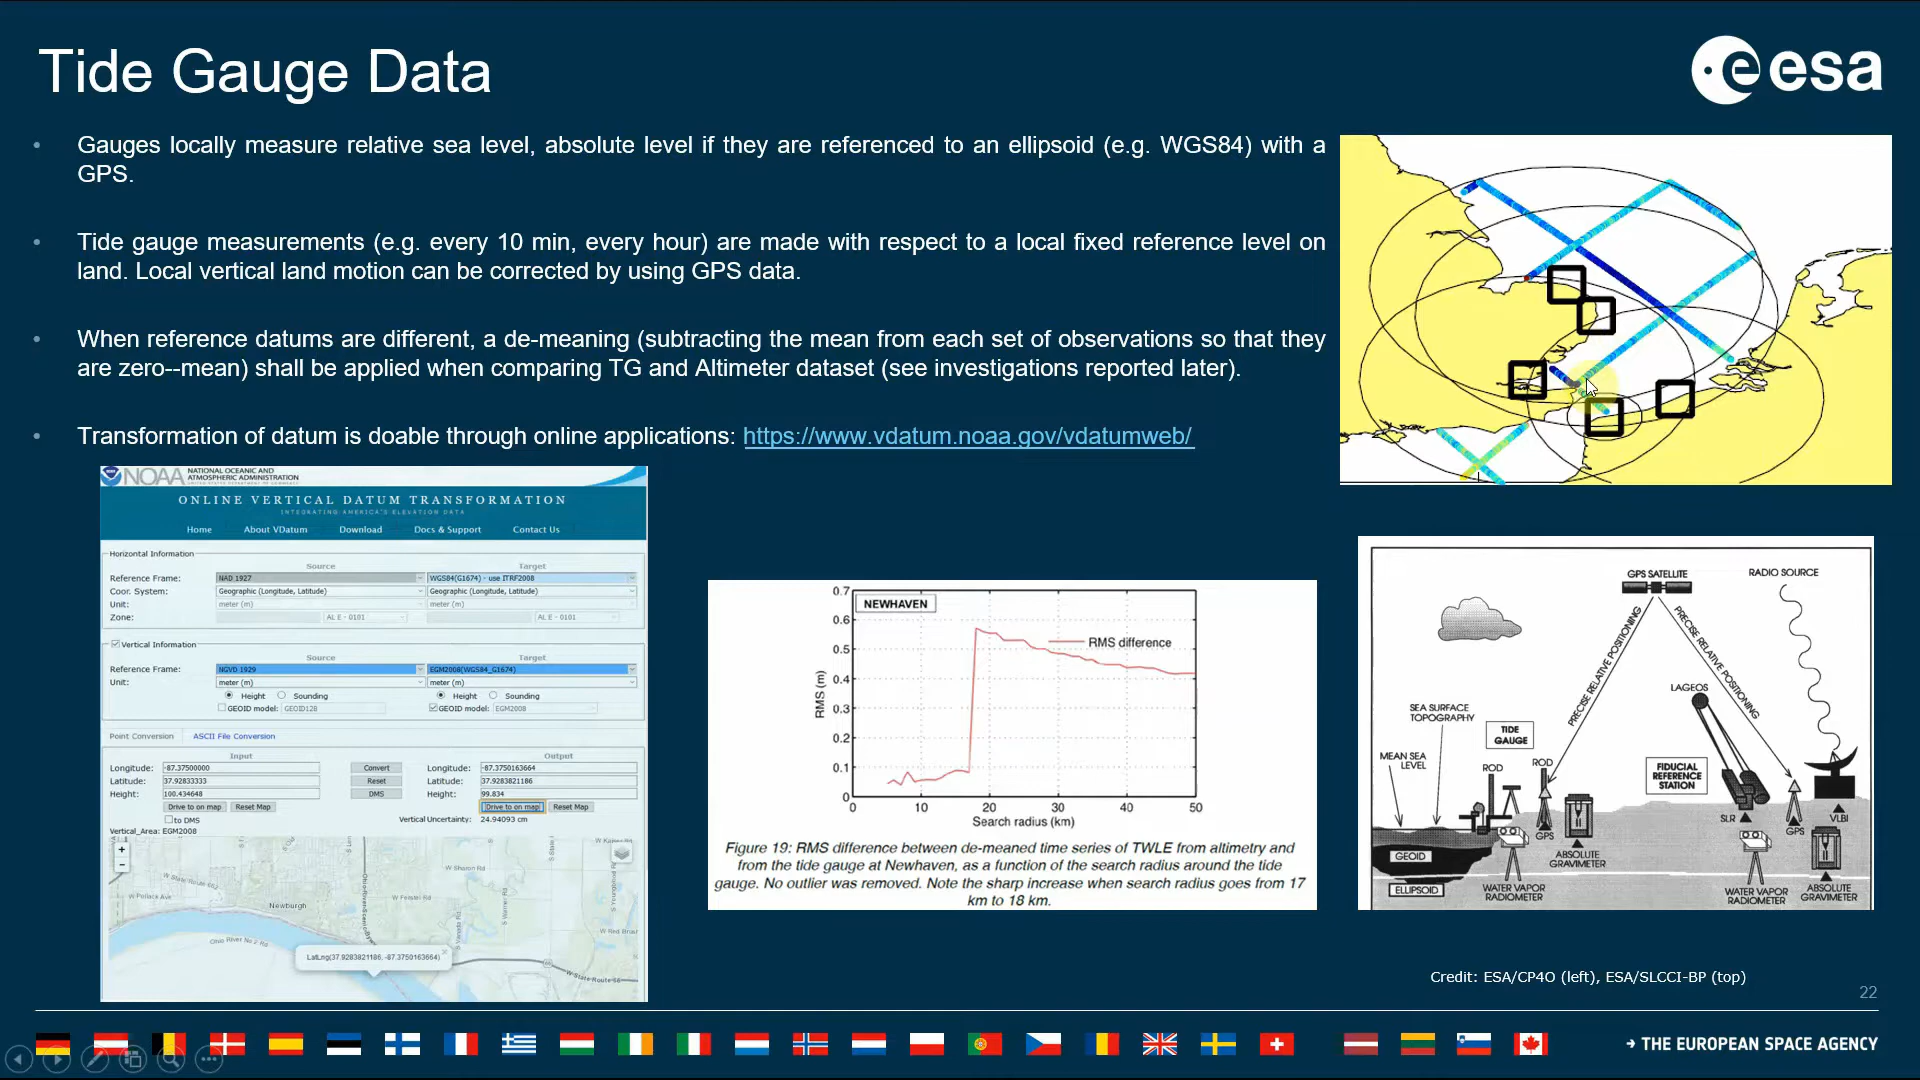 Tide Gauge Data
esa
• Gauges locally measure relative sea level, absolute level if they are referenced to an ellipsoid (e.g. WGS84) with a
GPS.
• Tide gauge measurements (e.g. every 10 min, every hour) are made with respect to a local fixed reference level on
land. Local vertical land motion can be corrected by using GPS data.
• When reference datums are different, a de-meaning (subtracting the mean from each set of observations so that they
are zero--mean) shall be applied when comparing TG and Altimeter dataset (see investigations reported later).
• Transformation of datum is doable through online applications: https://www.vdatum.noaa.gov/vdatumweb/
NOAA NATIONAL OCEANIC AND
ATMOSPHERIC ADMINISTRATION
ONLINE VERTICAL DATUM TRANSFORMATION
INTEGRATING AMERICA'S ELEVATION DATA
Home About VDatum Download Docs & Support Contact Us
Horizontal Information
Source Target
Reference Frame: NAD 1927 WGS84(G1674) - use ITRF2008
Coor. System: Geographic (Longitude, Latitude) Geographic (Longitude, Latitude)
Unit: meter (m) meter (m)
Zone: AL E - 0101 AL E - 0101
Vertical Information
Source Target
Reference Frame: NGVD 1929 EGM2008(WGS84_G1674)
Unit: meter (m) meter (m)
Height Sounding Height Sounding
GEOID model: GEOID12B GEOID model: EGM2008
Point Conversion ASCII File Conversion
Input Output
Longitude: -87.37500000 Convert Longitude: -87.3750163664
Latitude: 37.92833333 Reset Latitude: 37.9283821186
Height: 100.434648 DMS Height: 99.834
Drive to on map Reset Map Drive to on map Reset Map
to DMS Vertical Uncertainty: 24.94093 cm
Vertical_Area: EGM2008
+
−
W State-Route-662
W Pollack Ave
Newburgh
Ohio River No 2 Rd
W Sharon Rd
W Ferstel Rd
LatLng(37.9283821186, -87.3750163664)
W State-Route-66
NEWHAVEN
RMS difference
RMS (m)
0.7
0.6
0.5
0.4
0.3
0.2
0.1
0
0 10 20 30 40 50
Search radius (km)
Figure 19: RMS difference between de-meaned time series of TWLE from altimetry and
from the tide gauge at Newhaven, as a function of the search radius around the tide
gauge. No outlier was removed. Note the sharp increase when search radius goes from 17
km to 18 km.
GPS SATELLITE
RADIO SOURCE
PRECISE RELATIVE POSITIONING
PRECISE RELATIVE POSITIONING
LAGEOS
SEA SURFACE
TOPOGRAPHY
TIDE
GAUGE
MEAN SEA
LEVEL
ROD
ROD
FIDUCIAL
REFERENCE
STATION
GPS
SLR
GPS
VLBI
GEOID
ABSOLUTE
GRAVIMETER
ELLIPSOID
WATER VAPOR
RADIOMETER
WATER VAPOR
RADIOMETER
ABSOLUTE
GRAVIMETER
Credit: ESA/CP4O (left), ESA/SLCCI-BP (top)
22
→ THE EUROPEAN SPACE AGENCY